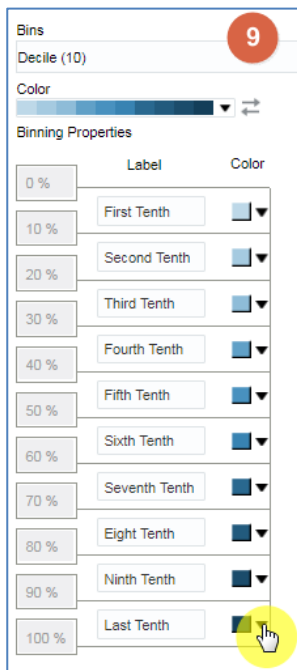 Bins
9
Decile (10)
Color
Binning Properties
Label Color
0 %
First Tenth
10 %
Second Tenth
20 %
Third Tenth
30 %
Fourth Tenth
40 %
Fifth Tenth
50 %
Sixth Tenth
60 %
Seventh Tenth
70 %
Eight Tenth
80 %
Ninth Tenth
90 %
Last Tenth
100 %